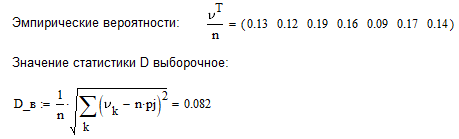 Эмпирические вероятности: ν^T/n = (0.13 0.12 0.19 0.16 0.09 0.17 0.14)
Значение статистики D выборочное:
D_в := 1/n · √(∑_k (ν_k − n·pj)^2) = 0.082